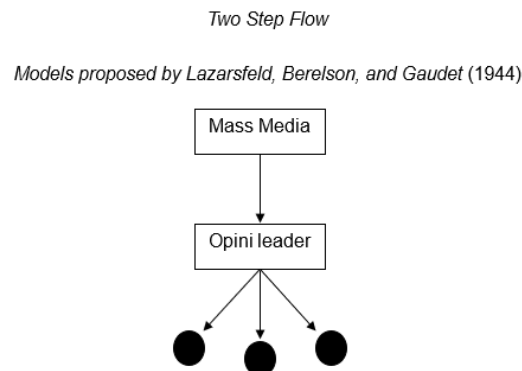 Two Step Flow
Models proposed by Lazarsfeld, Berelson, and Gaudet (1944)
Mass Media
Opini leader